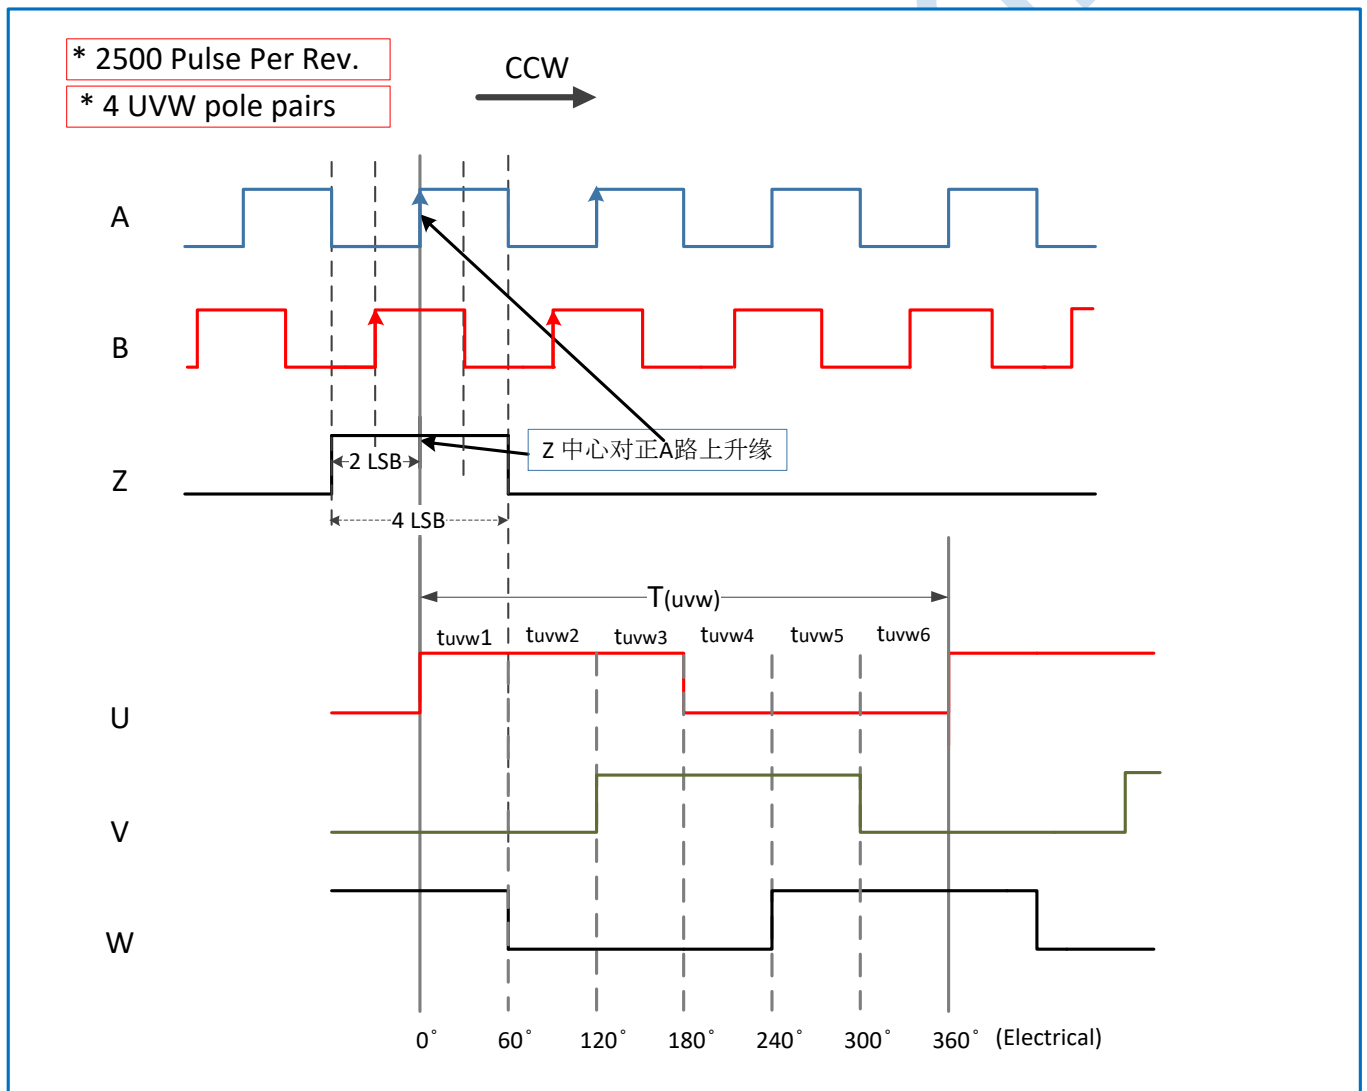 * 2500 Pulse Per Rev.
* 4 UVW pole pairs
CCW
A
B
Z 中心对正A路上升缘
2 LSB
Z
4 LSB
T(uvw)
tuvw1 tuvw2 tuvw3 tuvw4 tuvw5 tuvw6
U
V
W
0° 60° 120° 180° 240° 300° 360° (Electrical)